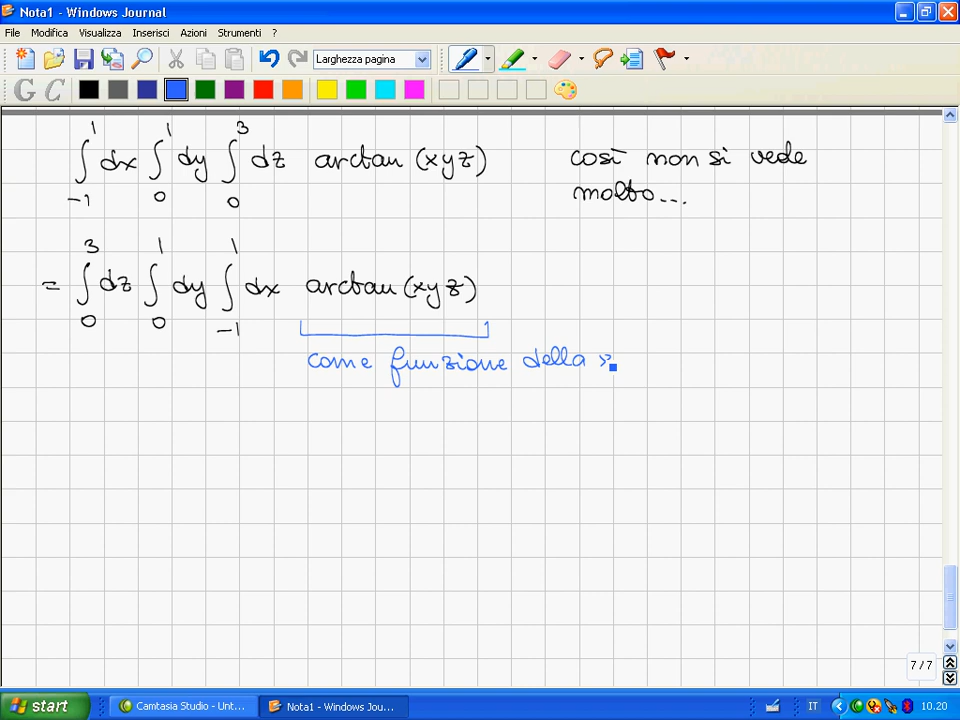 Nota1 - Windows Journal
File Modifica Visualizza Inserisci Azioni Strumenti ?
Larghezza pagina
∫_{-1}^{1} dx ∫_{0}^{1} dy ∫_{0}^{3} dz arctan (xyz) così non si vede
molto...
= ∫_{0}^{3} dz ∫_{0}^{1} dy ∫_{-1}^{1} dx arctan (xyz)
come funzione della x
7 / 7
start Camtasia Studio - Unt... Nota1 - Windows Jou... IT 10.20